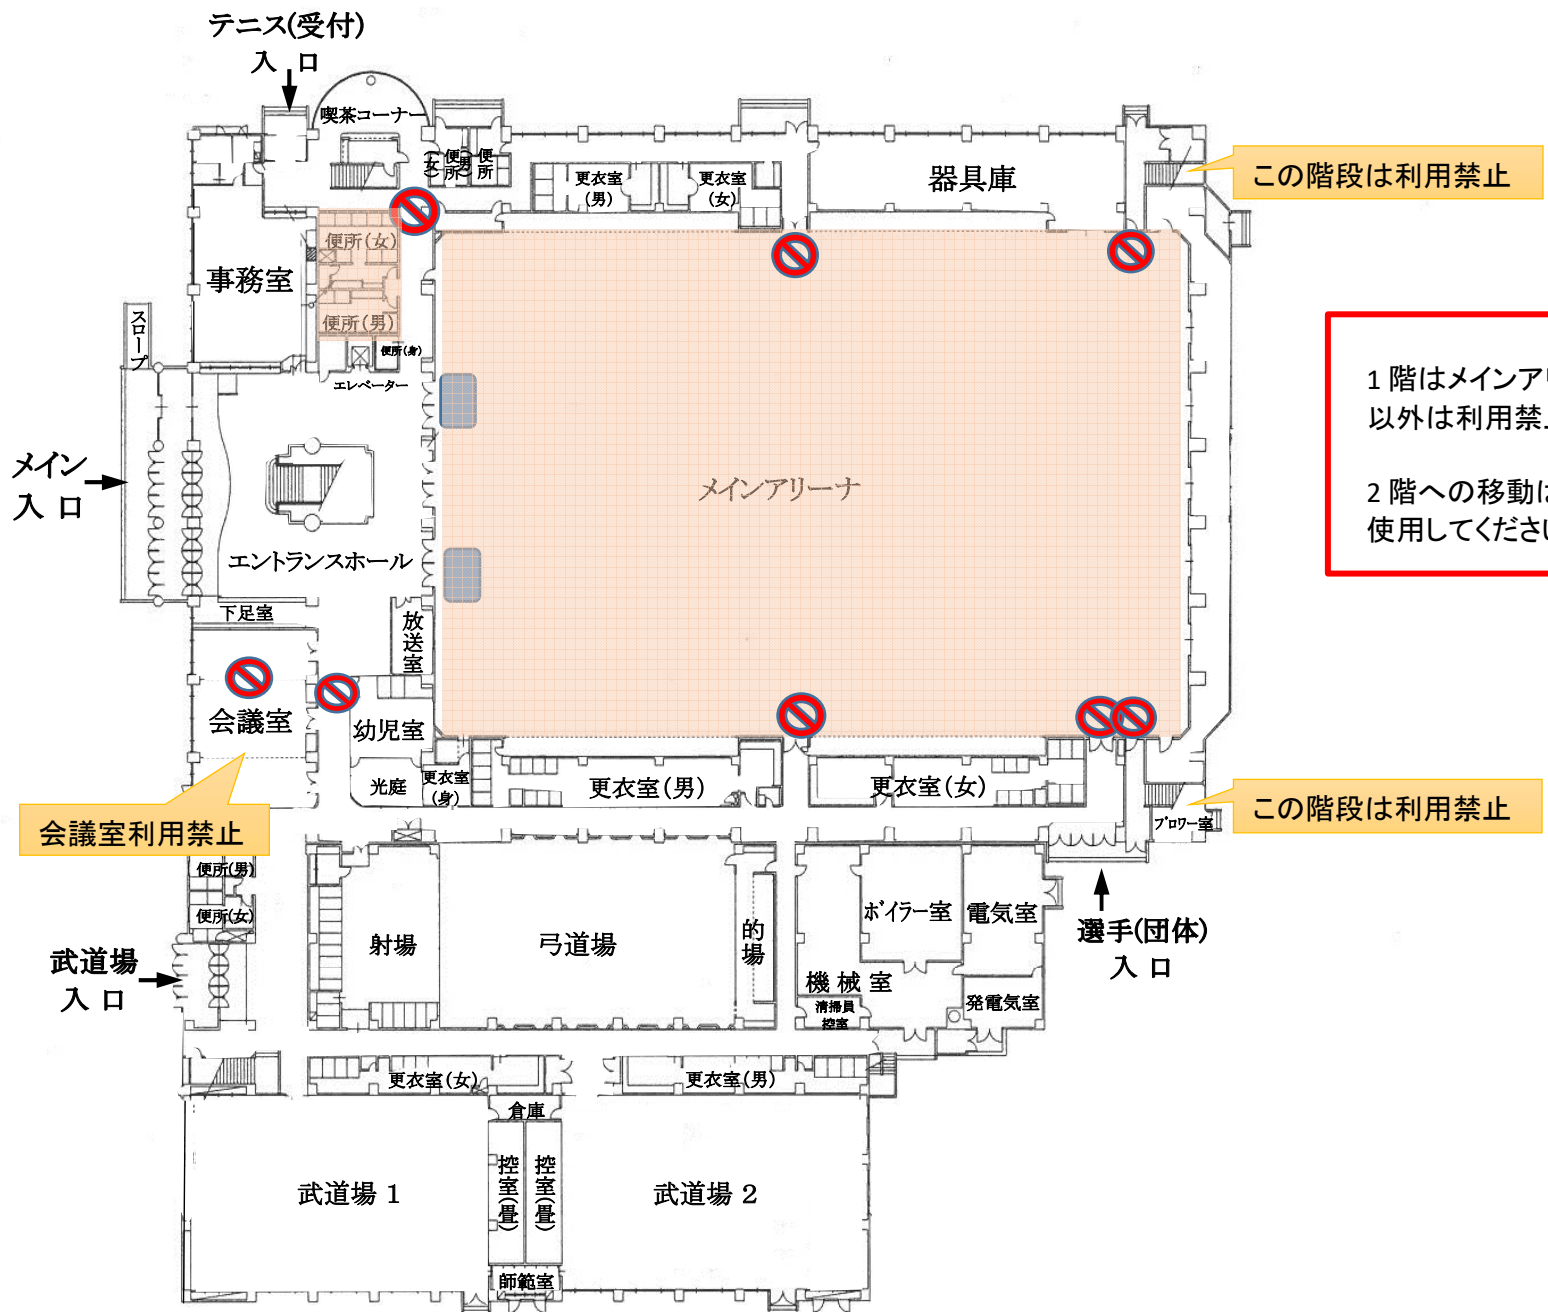 テニス(受付)
入 口
喫茶コーナー
便所
(女)
便所
(男)
更衣室
(男)
更衣室
(女)
器具庫
この階段は利用禁止
便所(女)
事務室
便所(男)
便所(身)
スロープ
エレベーター
1 階はメインアリ
以外は利用禁止
2 階への移動は
使用してください
メイン
入 口
メインアリーナ
エントランスホール
下足室
放送室
会議室
幼児室
光庭
更衣室
(身)
更衣室(男)
更衣室(女)
この階段は利用禁止
ブロワー室
会議室利用禁止
便所(男)
便所(女)
射場
弓道場
的場
ボイラー室
電気室
選手(団体)
入 口
武道場
入 口
機械室
清掃員
控室
発電気室
更衣室(女)
更衣室(男)
倉庫
控室(畳)
控室(畳)
武道場 1
武道場 2
師範室